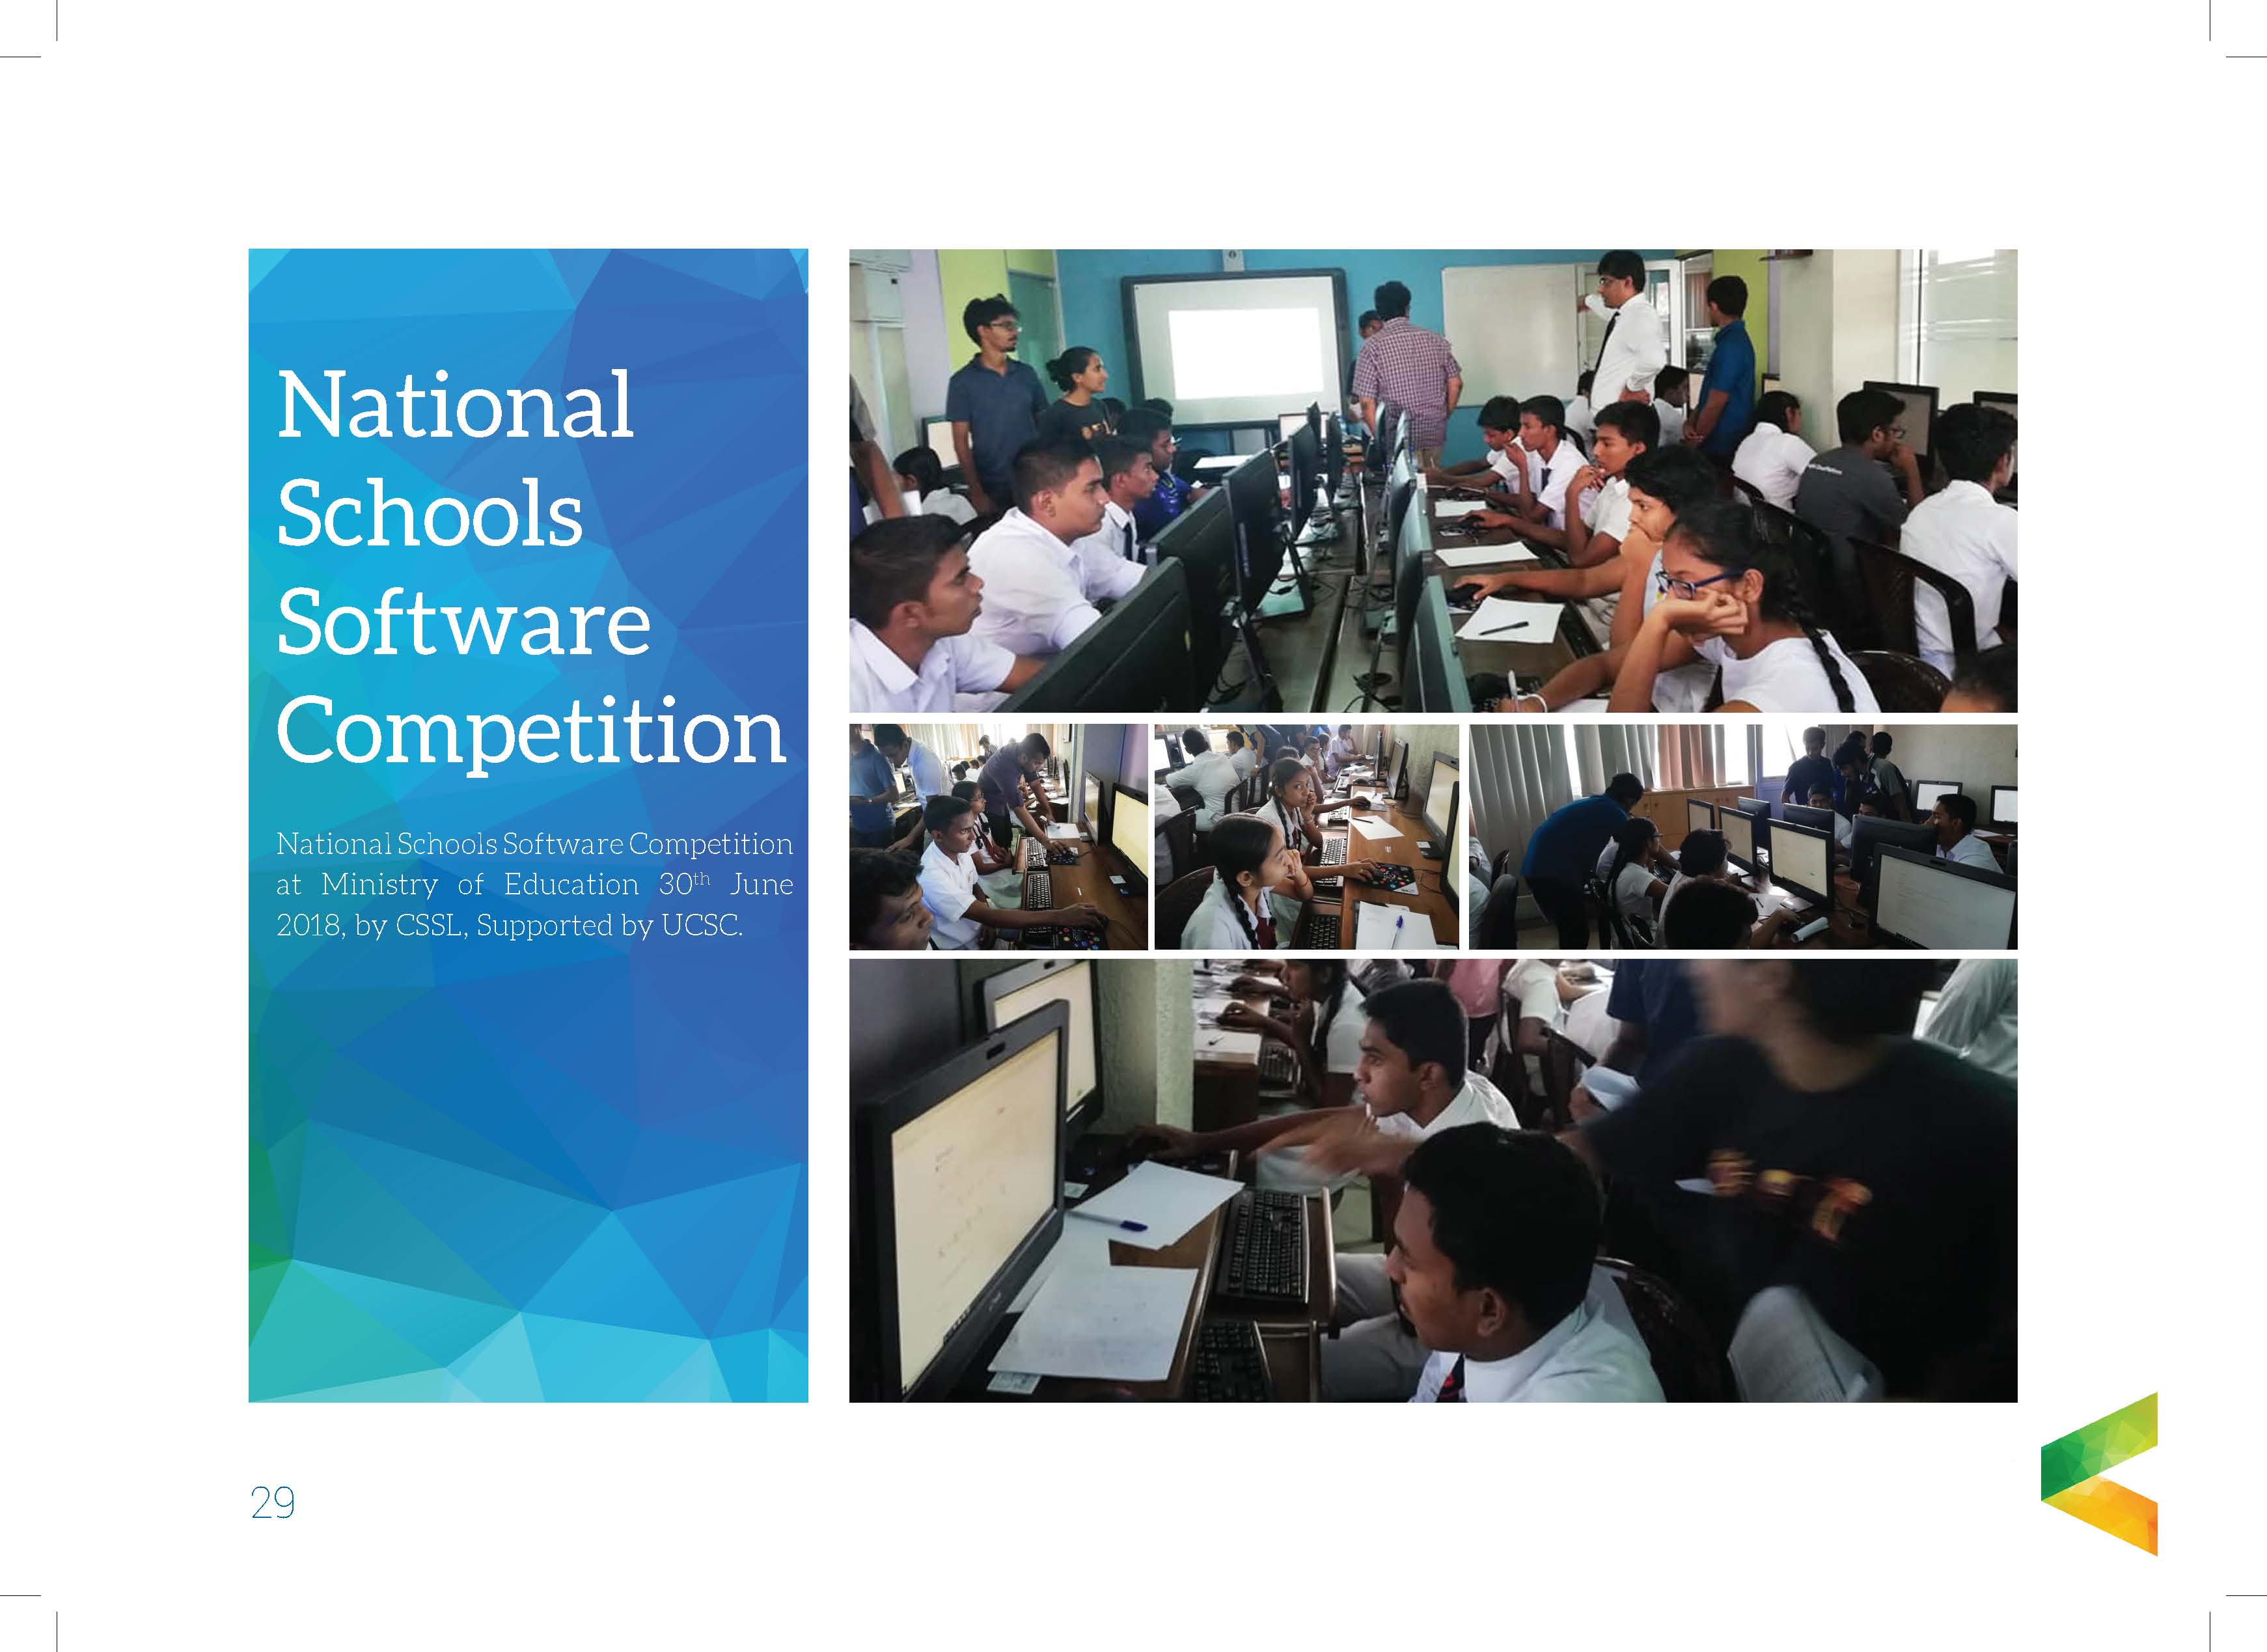 National
Schools
Software
Competition
National Schools Software Competition
at Ministry of Education 30th June
2018, by CSSL, Supported by UCSC.
29